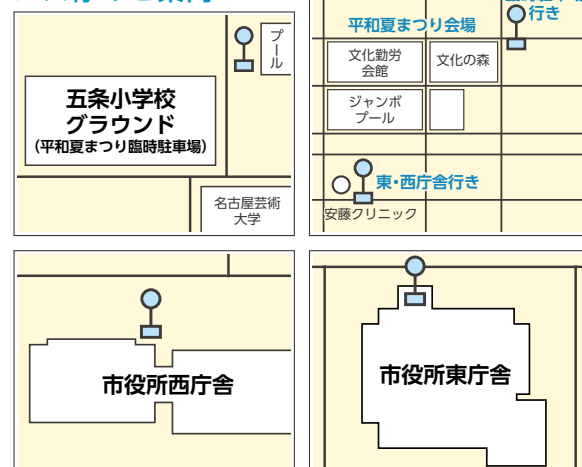 プール
五条小学校
グラウンド
(平和夏まつり臨時駐車場)
名古屋芸術
大学
行き
平和夏まつり会場
文化勤労
会館
文化の森
ジャンボ
プール
東・西庁舎行き
安藤クリニック
市役所西庁舎
市役所東庁舎